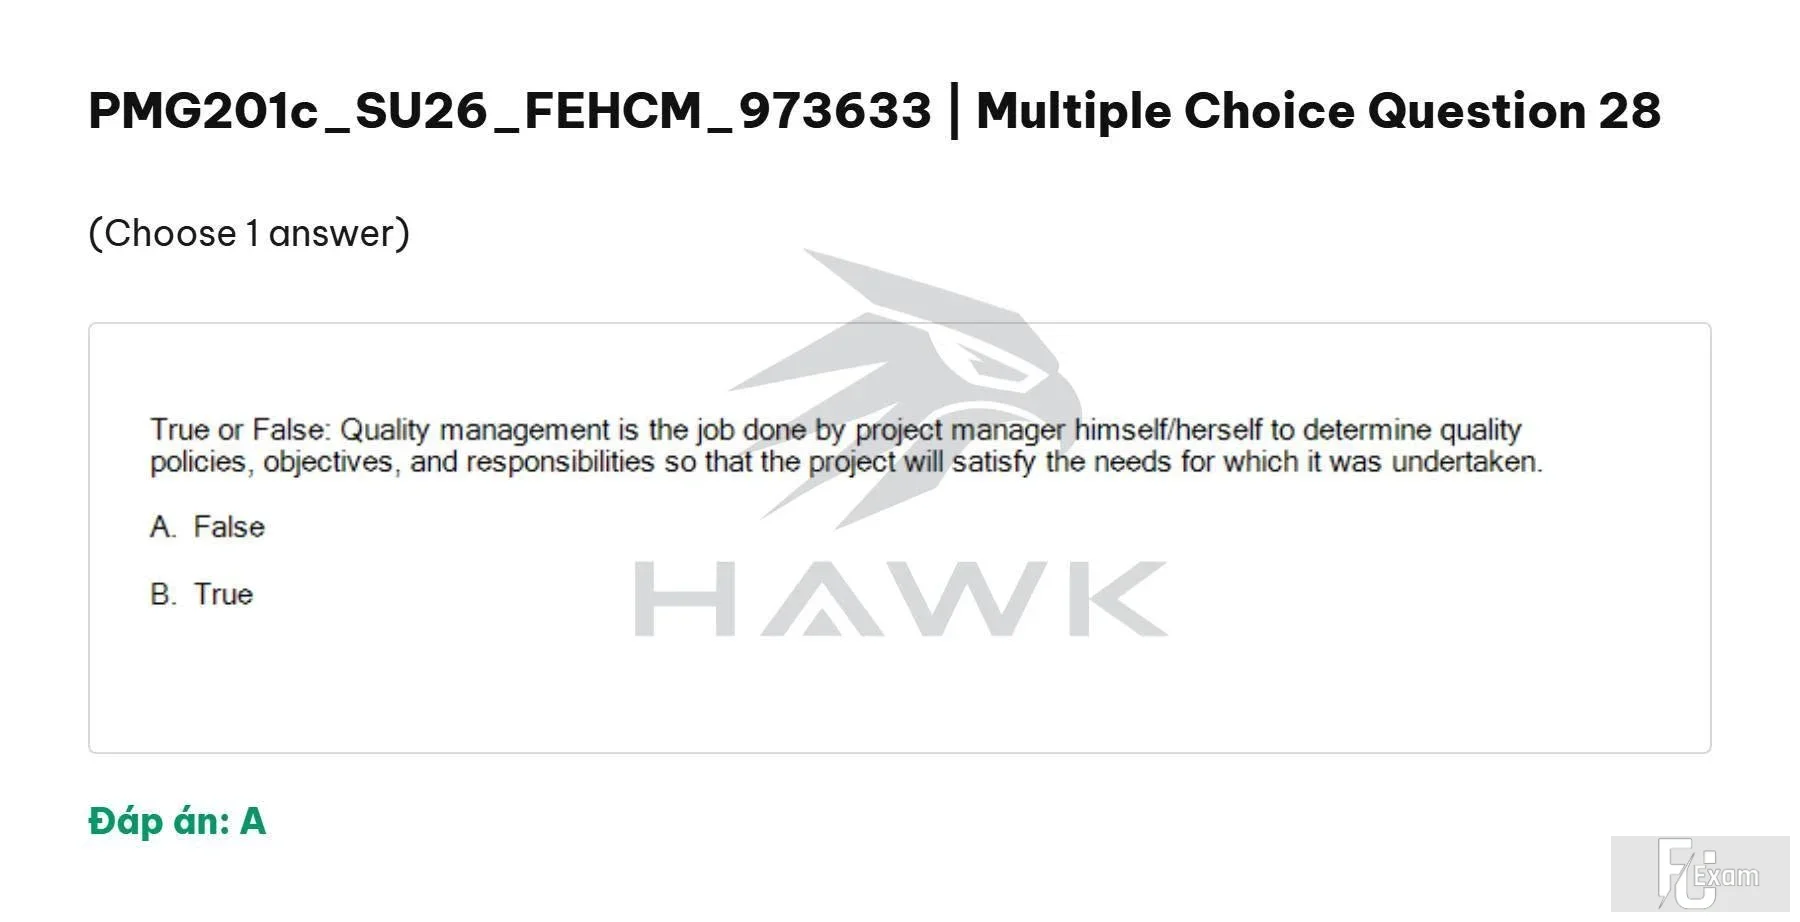 PMG201c_SU26_FEHCM_973633 | Multiple Choice Question 28
(Choose 1 answer)
True or False: Quality management is the job done by project manager himself/herself to determine quality
policies, objectives, and responsibilities so that the project will satisfy the needs for which it was undertaken.
A. False
B. True
HAWK
Đáp án: A
Exam